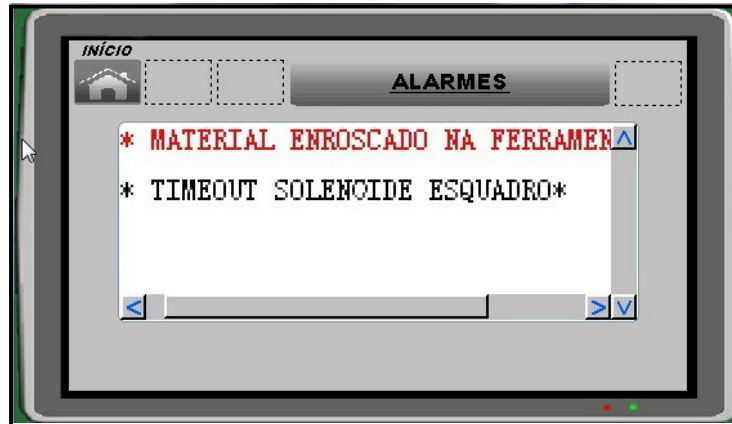 INÍCIO
ALARMES
* MATERIAL ENROSCADO NA FERRAMEN
* TIMEOUT SOLENOIDE ESQUADRO*